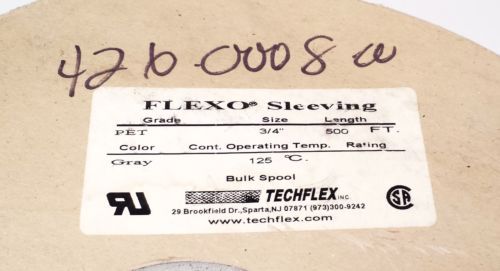 426-0008 w
FLEXO® Sleeving
Grade Size Length
PET 3/4" 500 FT.
Color Cont. Operating Temp. Rating
Gray 125 °C.
Bulk Spool
TECHFLEX INC.
29 Brookfield Dr., Sparta, NJ 07871 (973)300-9242
www.techflex.com